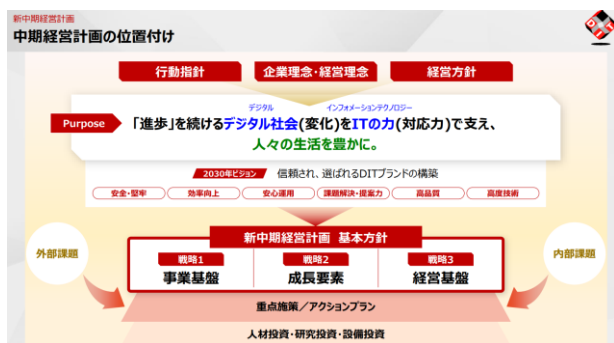 新中期経営計画
中期経営計画の位置付け
DIT
行動指針
企業理念・経営理念
経営方針
デジタル インフォメーションテクノロジー
Purpose 「進歩」を続けるデジタル社会(変化)をITの力(対応力)で支え、
人々の生活を豊かに。
2030年ビジョン 信頼され、選ばれるDITブランドの構築
安全・堅牢 効率向上 安心運用 課題解決・提案力 高品質 高度技術
外部課題
新中期経営計画 基本方針
内部課題
戦略1 戦略2 戦略3
事業基盤 成長要素 経営基盤
重点施策／アクションプラン
人材投資・研究投資・設備投資